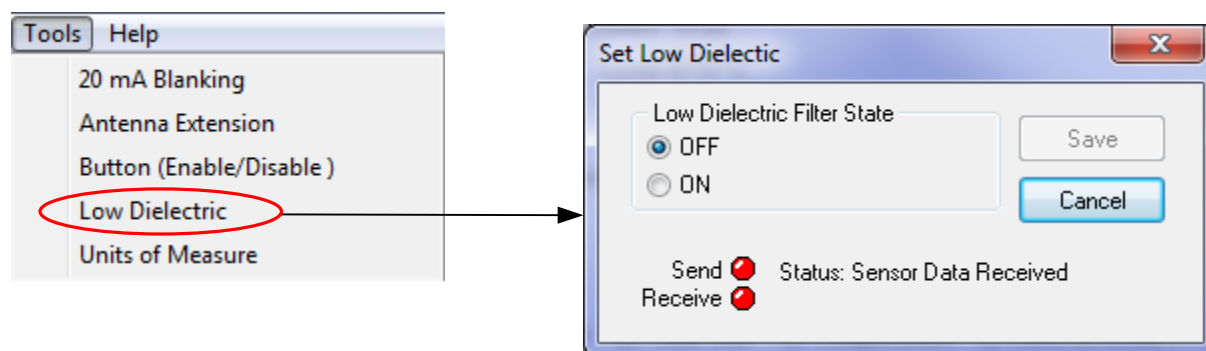 Tools Help
20 mA Blanking
Antenna Extension
Button (Enable/Disable )
Low Dielectric
Units of Measure
Set Low Dielectic
Low Dielectric Filter State
OFF
ON
Save
Cancel
Send Status: Sensor Data Received
Receive